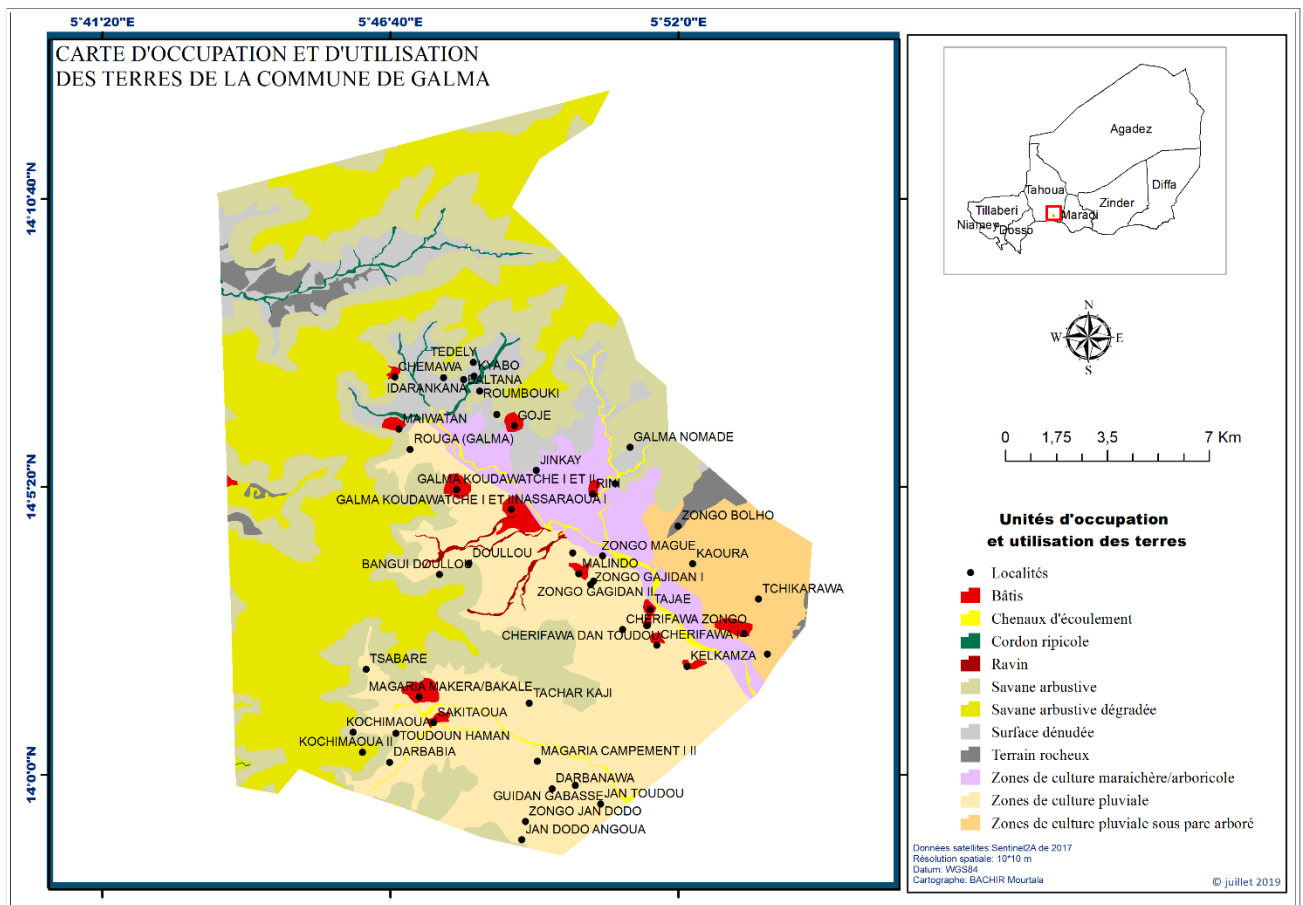 5°41'20"E
5°46'40"E
5°52'0"E
CARTE D'OCCUPATION ET D'UTILISATION
DES TERRES DE LA COMMUNE DE GALMA
14°10'40"N
14°5'20"N
14°0'0"N
TEDELY
CHEMAWA
KYABO
IDARANKANA
BALTANA
ROUMBOUKI
MAIWATAN
GOJE
ROUGA (GALMA)
GALMA NOMADE
JINKAY
GALMA KOUDAWATCHE I ET II
RINI
GALMA KOUDAWATCHE I ET II
NASSARAOUA I
ZONGO BOLHO
ZONGO MAGUE
DOULLOU
KAOURA
BANGUI DOULLOU
MALINDO
ZONGO GAJIDAN I
ZONGO GAGIDAN II
TCHIKARAWA
TAJAE
CHERIFAWA ZONGO
CHERIFAWA DAN TOUDOU
CHERIFAWA I
KELKAMZA
TSABARE
MAGARIA MAKERA/BAKALE
TACHAR KAJI
SAKITAOUA
KOCHIMAOUA
TOUDOUN HAMAN
KOCHIMAOUA II
DARBABIA
MAGARIA CAMPEMENT I II
DARBANAWA
GUIDAN GABASSE
JAN TOUDOU
ZONGO JAN DODO
JAN DODO ANGOUA
Agadez
Tahoua
Diffa
Zinder
Tillaberi
Maradi
Niamey
Dosso
N
W
E
S
0 1,75 3,5 7 Km
Unités d'occupation
et utilisation des terres
Localités
Bâtis
Chenaux d'écoulement
Cordon ripicole
Ravin
Savane arbustive
Savane arbustive dégradée
Surface dénudée
Terrain rocheux
Zones de culture maraichère/arboricole
Zones de culture pluviale
Zones de culture pluviale sous parc arboré
Données satellites:Sentinel2A de 2017
Résolution spatiale: 10*10 m
Datum: WGS84
Cartographe: BACHIR Mourtala
© juillet 2019